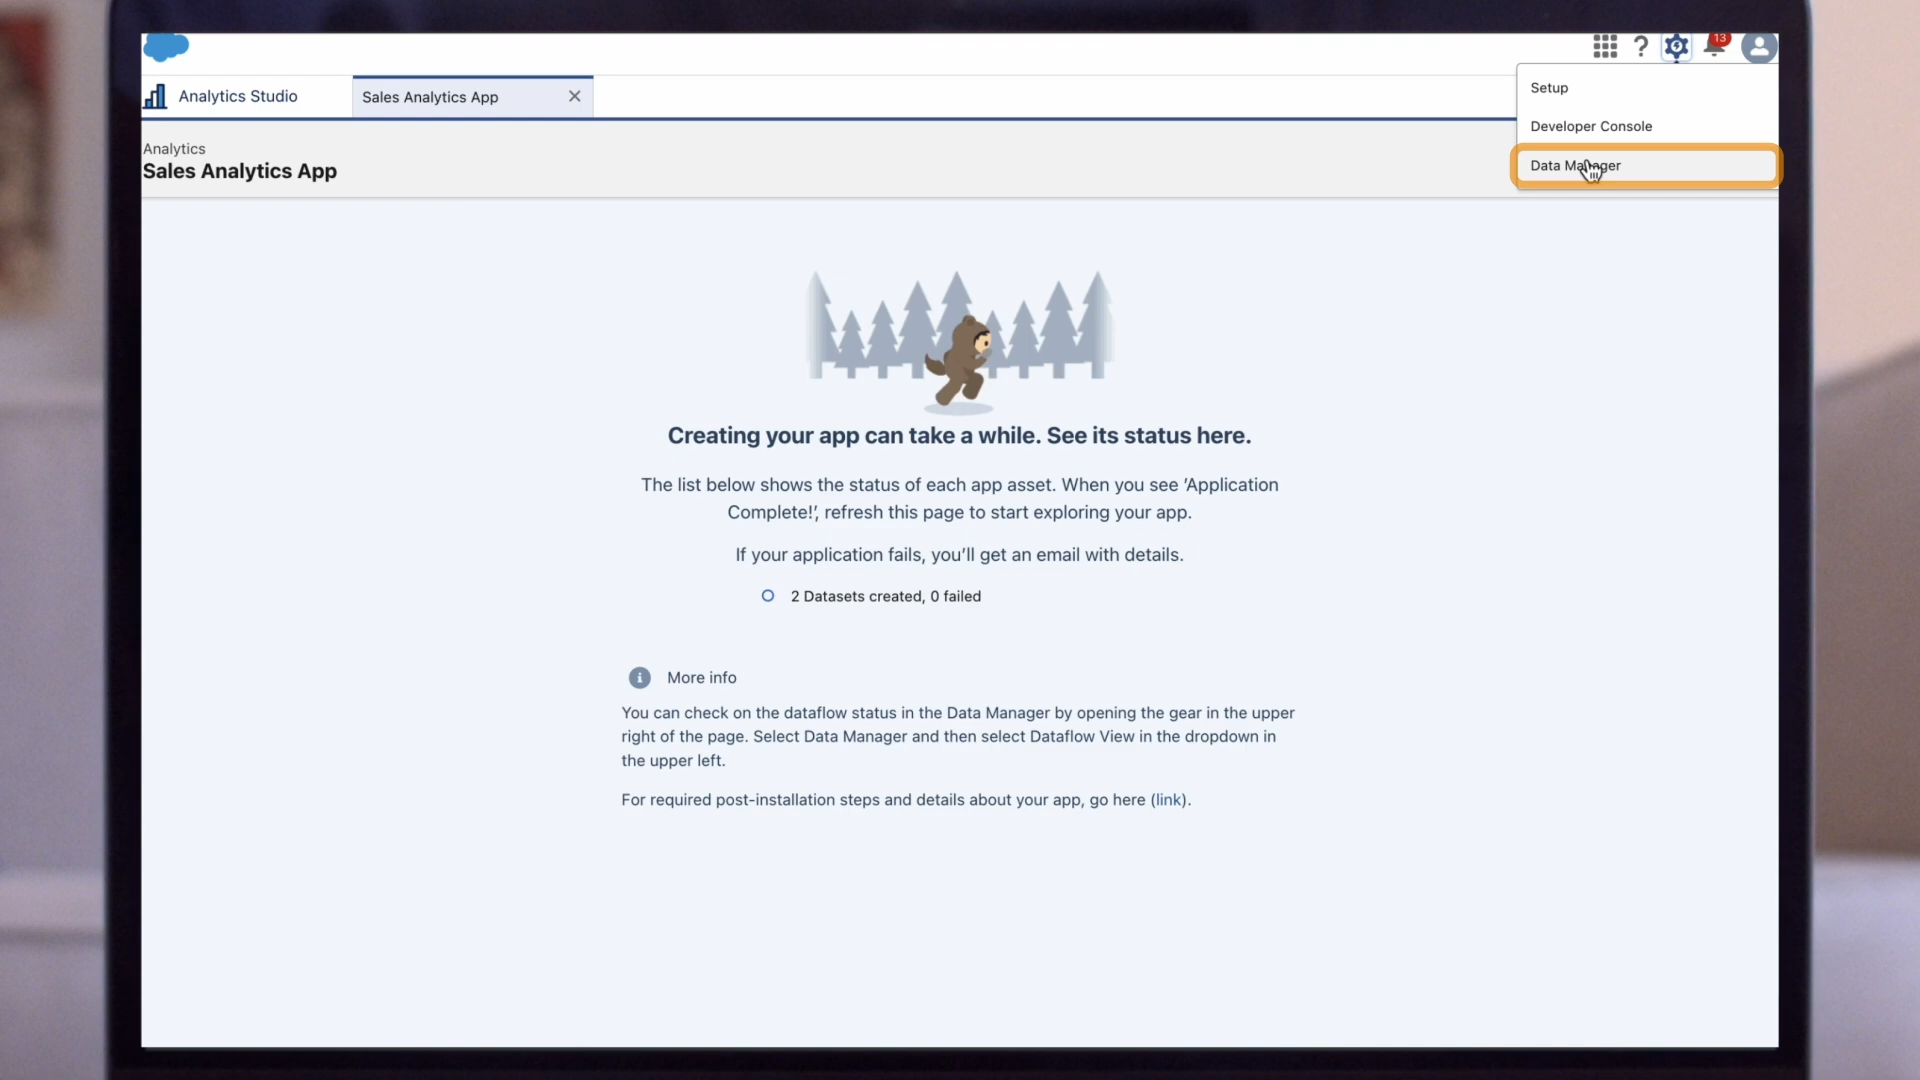 13
Analytics Studio
Sales Analytics App
Setup
Developer Console
Data Manager
Analytics
Sales Analytics App
Creating your app can take a while. See its status here.
The list below shows the status of each app asset. When you see ‘Application
Complete!’, refresh this page to start exploring your app.
If your application fails, you’ll get an email with details.
2 Datasets created, 0 failed
More info
You can check on the dataflow status in the Data Manager by opening the gear in the upper
right of the page. Select Data Manager and then select Dataflow View in the dropdown in
the upper left.
For required post-installation steps and details about your app, go here (link).